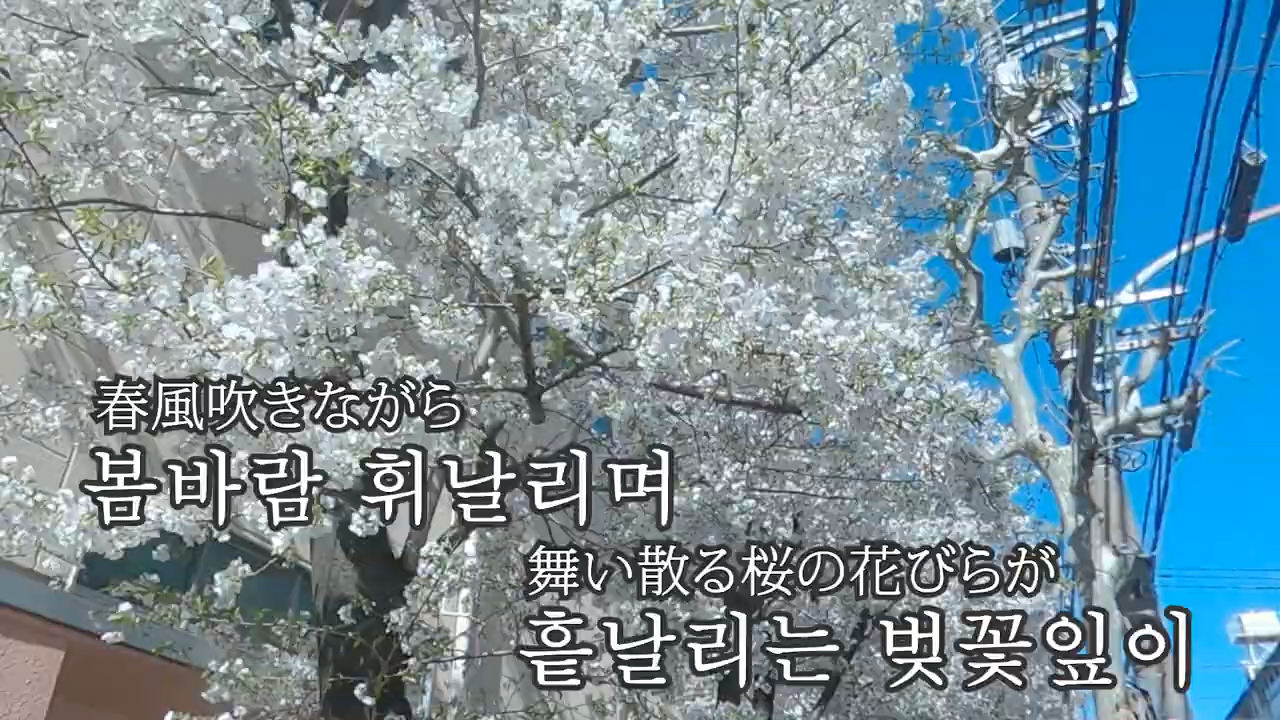 春風吹きながら
봄바람 휘날리며
舞い散る桜の花びらが
흩날리는 벚꽃잎이